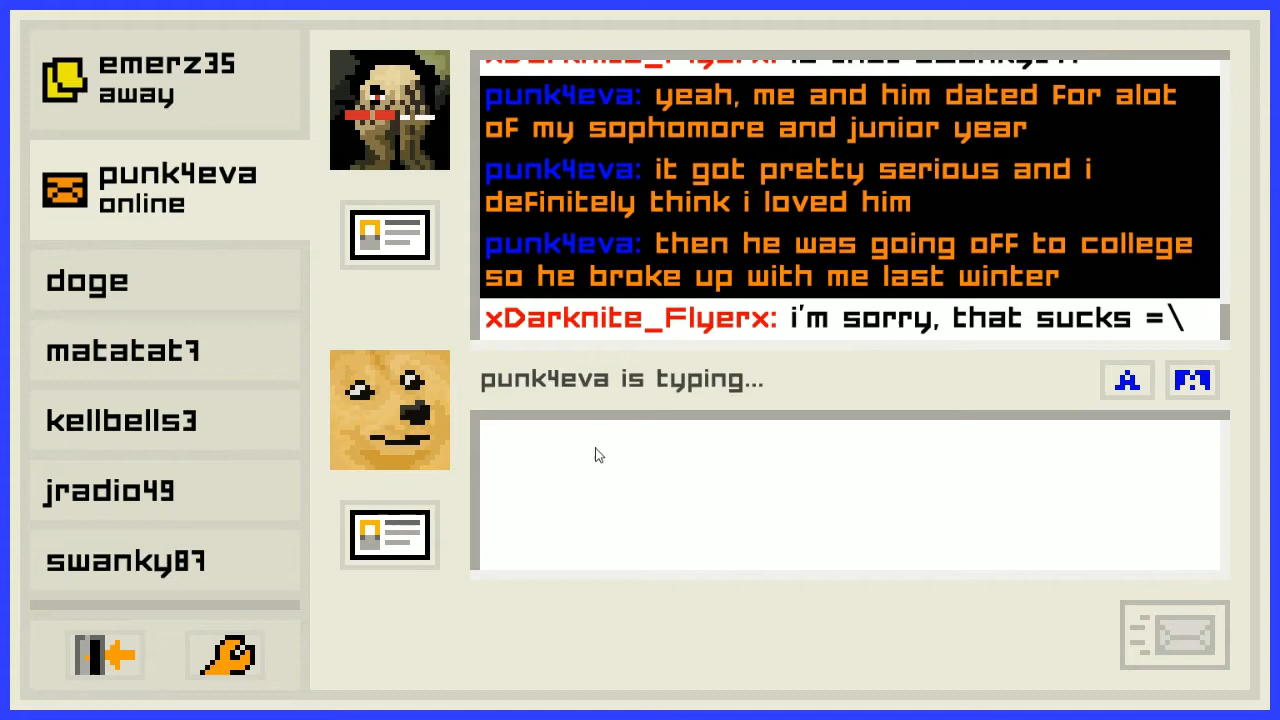 emerz35
away
punk4eva
online
doge
matatat7
kellbells3
jradio49
swanky87
punk4eva: yeah, me and him dated for alot
of my sophomore and junior year
punk4eva: it got pretty serious and i
definitely think i loved him
punk4eva: then he was going off to college
so he broke up with me last winter
xDarknite_Flyerx: i'm sorry, that sucks =\
punk4eva is typing...
A